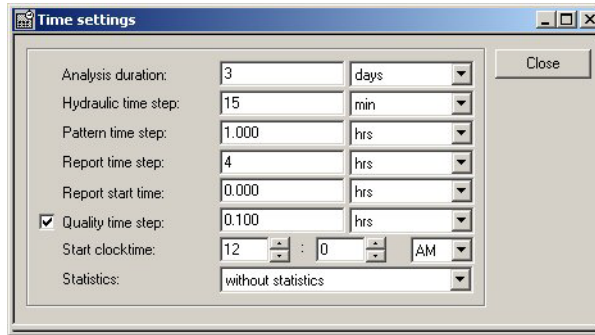 Time settings
Close
Analysis duration: 3 days
Hydraulic time step: 15 min
Pattern time step: 1.000 hrs
Report time step: 4 hrs
Report start time: 0.000 hrs
Quality time step: 0.100 hrs
Start clocktime: 12 : 0 AM
Statistics: without statistics